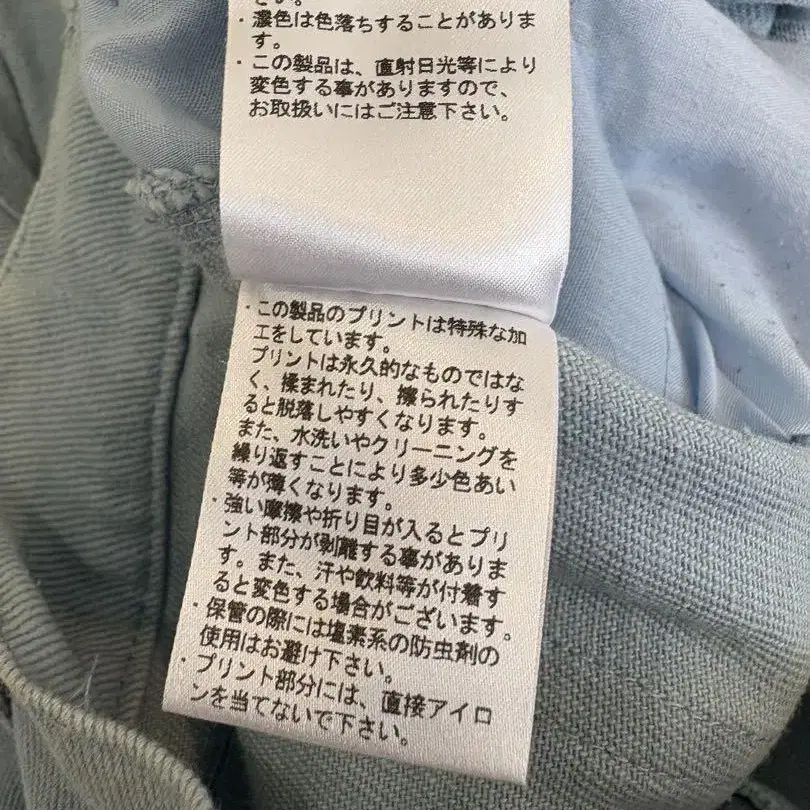 さい。
・濃色は色落ちすることがありま
す。
・この製品は、直射日光等により
変色する事がありますので、
お取扱いにはご注意下さい。
・この製品のプリントは特殊な加
工をしています。
プリントは永久的なものではな
く、揉まれたり、擦られたりす
ると脱落しやすくなります。
また、水洗いやクリーニングを
繰り返すことにより多少色あい
等が薄くなります。
・強い摩擦や折り目が入るとプリ
ント部分が剥離する事がありま
す。また、汗や飲料等が付着す
ると変色する場合がございます。
・保管の際には塩素系の防虫剤の
使用はお避け下さい。
・プリント部分には、直接アイロ
ンを当てないで下さい。